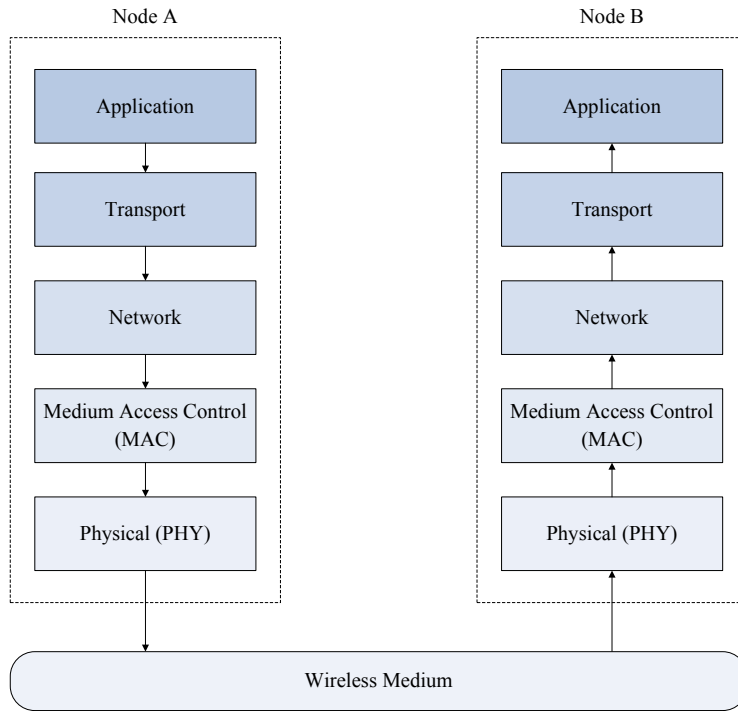 Node A
Application
Transport
Network
Medium Access Control
(MAC)
Physical (PHY)
Node B
Application
Transport
Network
Medium Access Control
(MAC)
Physical (PHY)
Wireless Medium